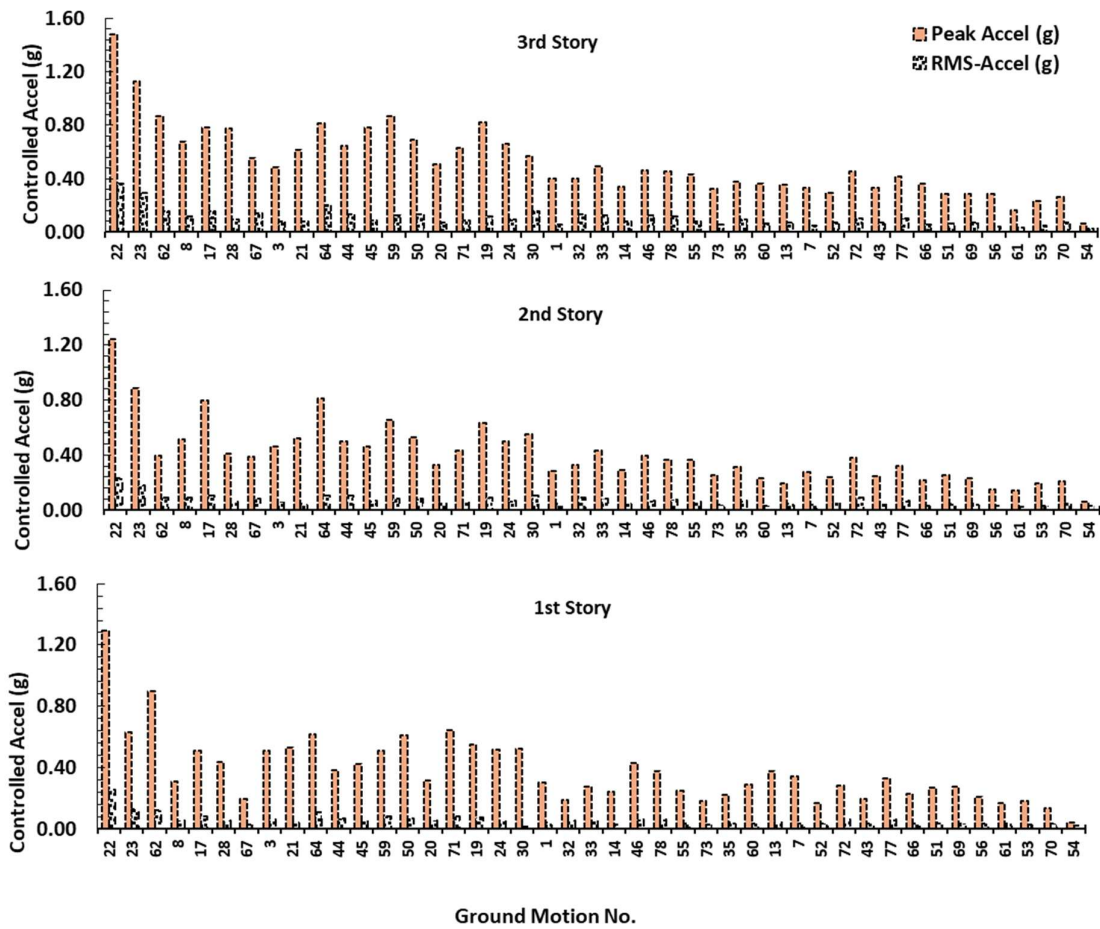 3rd Story
Peak Accel (g)
RMS-Accel (g)
Controlled Accel (g)
1.60
1.20
0.80
0.40
0.00
22 23 62 8 17 28 67 3 21 64 44 45 59 50 20 71 19 24 30 1 32 33 14 46 78 55 73 35 60 13 7 52 72 43 77 66 51 69 56 61 53 70 54
2nd Story
Controlled Accel (g)
1.60
1.20
0.80
0.40
0.00
22 23 62 8 17 28 67 3 21 64 44 45 59 50 20 71 19 24 30 1 32 33 14 46 78 55 73 35 60 13 7 52 72 43 77 66 51 69 56 61 53 70 54
1st Story
Controlled Accel (g)
1.60
1.20
0.80
0.40
0.00
22 23 62 8 17 28 67 3 21 64 44 45 59 50 20 71 19 24 30 1 32 33 14 46 78 55 73 35 60 13 7 52 72 43 77 66 51 69 56 61 53 70 54
Ground Motion No.